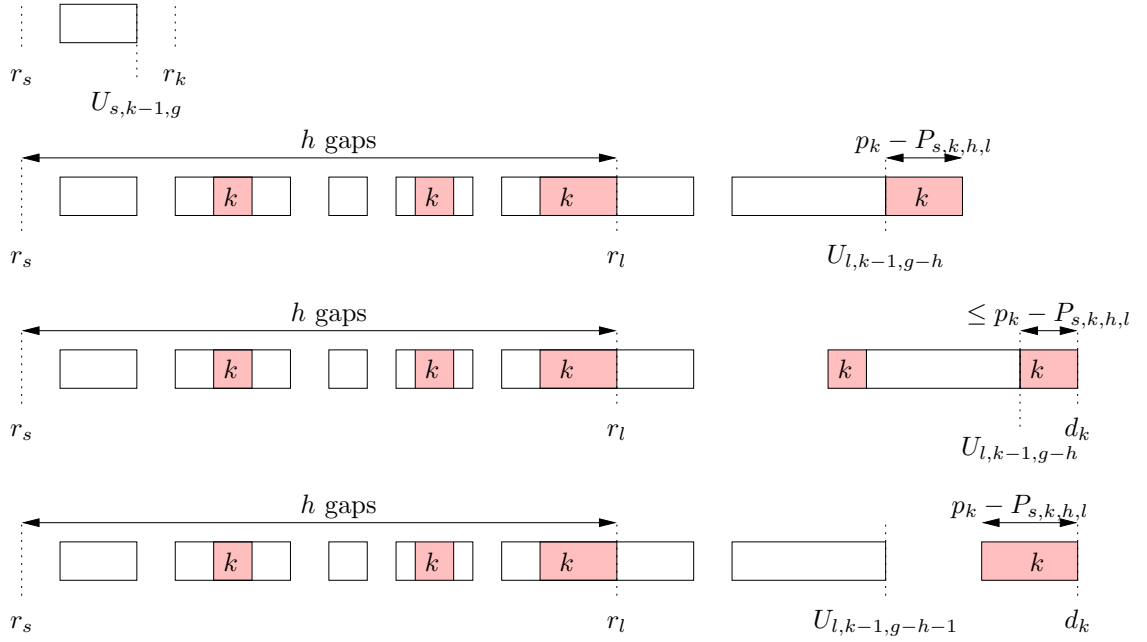 r_s r_k
U_{s,k−1,g}
h gaps p_k − P_{s,k,h,l}
k k k k
r_s r_l U_{l,k−1,g−h}
h gaps ≤ p_k − P_{s,k,h,l}
k k k k k
r_s r_l d_k
U_{l,k−1,g−h}
h gaps p_k − P_{s,k,h,l}
k k k k
r_s r_l U_{l,k−1,g−h−1} d_k